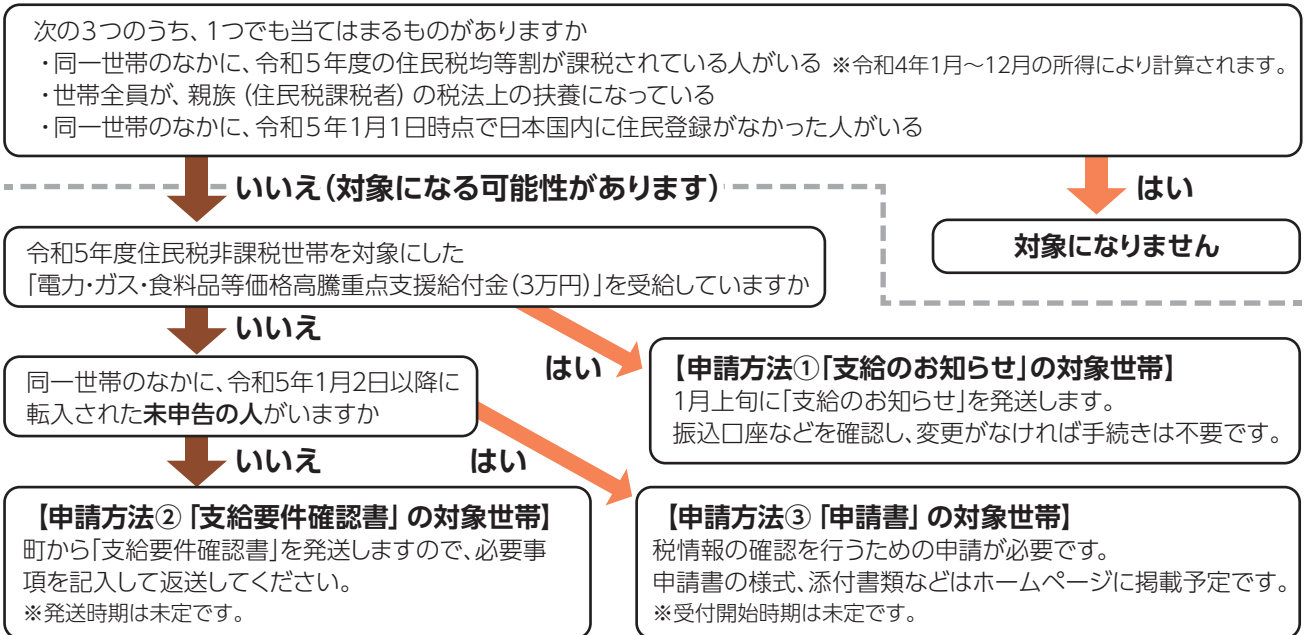 次の3つのうち、1つでも当てはまるものがありますか
・同一世帯のなかに、令和5年度の住民税均等割が課税されている人がいる ※令和4年1月～12月の所得により計算されます。
・世帯全員が、親族（住民税課税者）の税法上の扶養になっている
・同一世帯のなかに、令和5年1月1日時点で日本国内に住民登録がなかった人がいる
いいえ（対象になる可能性があります）
はい
対象になりません
令和5年度住民税非課税世帯を対象にした
「電力・ガス・食料品等価格高騰重点支援給付金（3万円）」を受給していますか
いいえ
はい
【申請方法①「支給のお知らせ」の対象世帯】
1月上旬に「支給のお知らせ」を発送します。
振込口座などを確認し、変更がなければ手続きは不要です。
同一世帯のなかに、令和5年1月2日以降に
転入された未申告の人がいますか
いいえ
はい
【申請方法②「支給要件確認書」の対象世帯】
町から「支給要件確認書」を発送しますので、必要事
項を記入して返送してください。
※発送時期は未定です。
【申請方法③「申請書」の対象世帯】
税情報の確認を行うための申請が必要です。
申請書の様式、添付書類などはホームページに掲載予定です。
※受付開始時期は未定です。